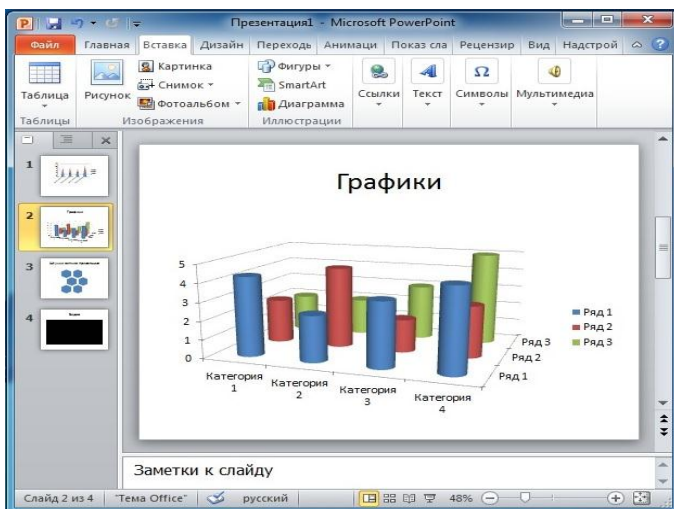 Презентация1 - Microsoft PowerPoint
Файл Главная Вставка Дизайн Переходь Анимаци Показ сла Рецензир Вид Надстрой
Таблица
Рисунок
Картинка
Снимок
Фотоальбом
Фигуры
SmartArt
Диаграмма
Ссылки
Текст
Символы
Мультимедиа
Таблицы Изображения Иллюстрации
1
2
3
4
Графики
5
4
3
2
1
0
Категория 1
Категория 2
Категория 3
Категория 4
Ряд 3
Ряд 2
Ряд 1
Ряд 1
Ряд 2
Ряд 3
Заметки к слайду
Слайд 2 из 4 "Тема Office" русский 48%